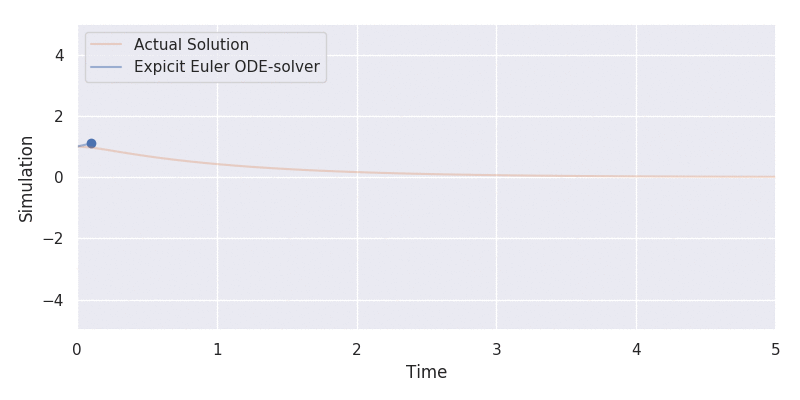 Actual Solution
Expicit Euler ODE-solver
4
2
0
−2
−4
Simulation
0 1 2 3 4 5
Time